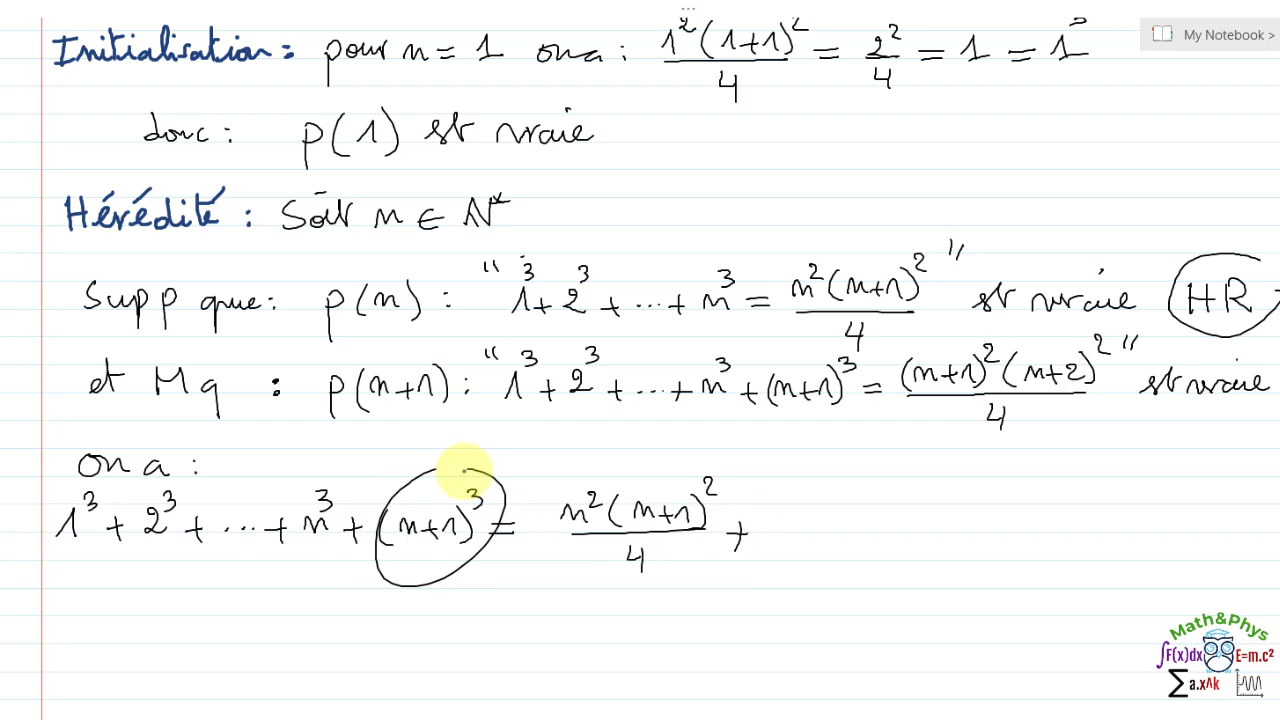 My Notebook >
Initialisation : pour n = 1 on a : 1²(1+1)²/4 = 2²/4 = 1 = 1³
donc : p(1) est vraie
Hérédité : Soit n ∈ ℕ*
Supp que : p(n) : "1³ + 2³ + ... + n³ = n²(n+1)²/4" est vraie HR
et Mq : p(n+1) : "1³ + 2³ + ... + n³ + (n+1)³ = (n+1)²(n+2)²/4" est vraie
on a :
1³ + 2³ + ... + n³ + (n+1)³ = n²(n+1)²/4 +
Math&Phys
∫F(x)dx E=m.c²
∑ a.x^k